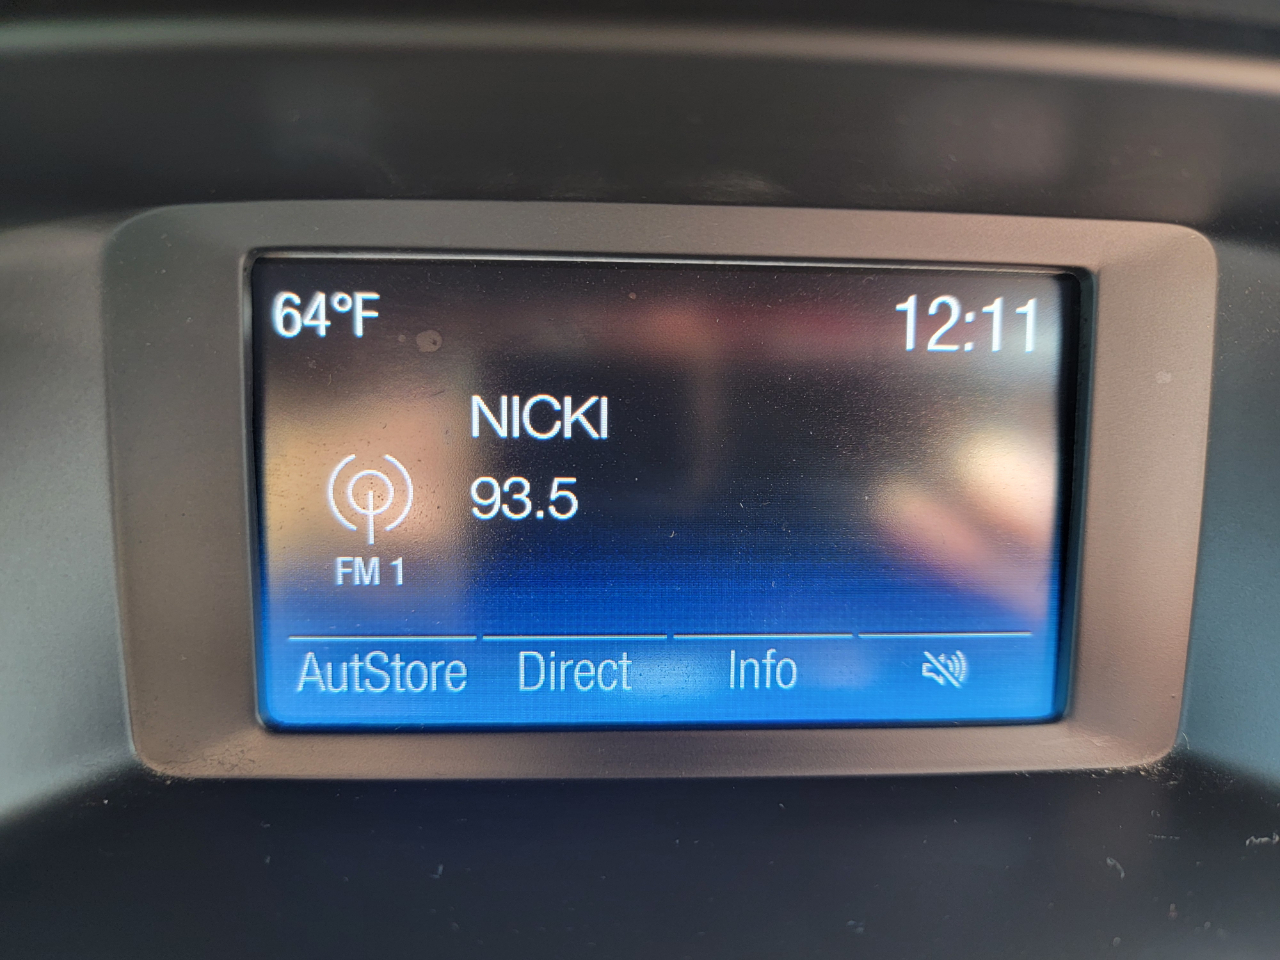 64°F 12:11
NICKI
93.5
FM 1
AutStore Direct Info